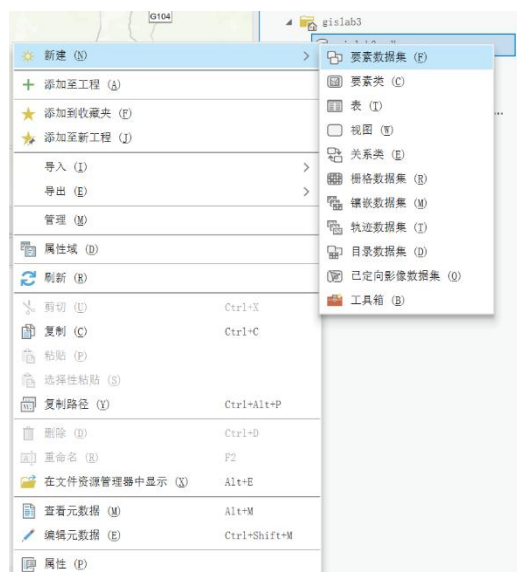 G104
gislab3
新建 (N)
要素数据集 (F)
要素类 (C)
表 (T)
视图 (W)
关系类 (E)
栅格数据集 (R)
镶嵌数据集 (M)
轨迹数据集 (I)
目录数据集 (D)
已定向影像数据集 (O)
工具箱 (B)
添加至工程 (A)
添加到收藏夹 (F)
添加至新工程 (J)
导入 (I)
导出 (E)
管理 (M)
属性域 (D)
刷新 (R)
剪切 (U) Ctrl+X
复制 (C) Ctrl+C
粘贴 (P)
选择性粘贴 (S)
复制路径 (Y) Ctrl+Alt+P
删除 (D) Ctrl+D
重命名 (R) F2
在文件资源管理器中显示 (X) Alt+E
查看元数据 (M) Alt+M
编辑元数据 (E) Ctrl+Shift+M
属性 (P)